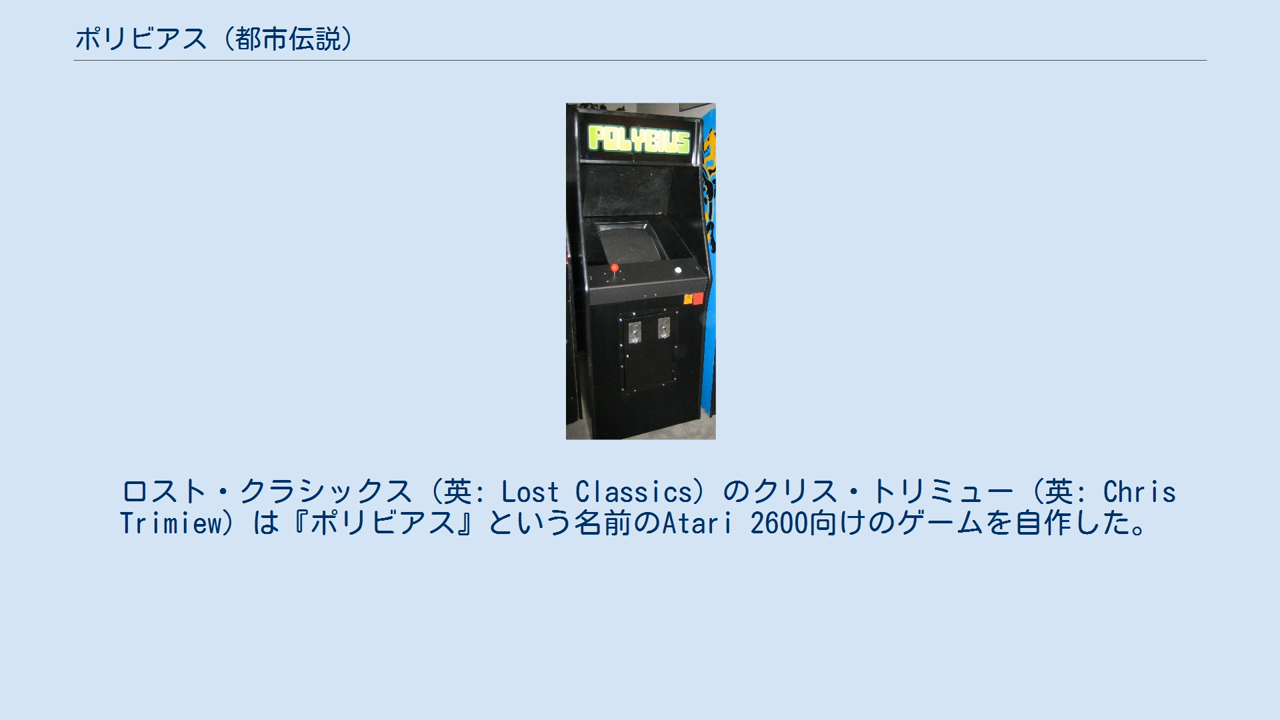 ポリビアス（都市伝説）
POLYBIUS
ロスト・クラシックス（英: Lost Classics）のクリス・トリミュー（英: Chris
Trimiew）は『ポリビアス』という名前のAtari 2600向けのゲームを自作した。